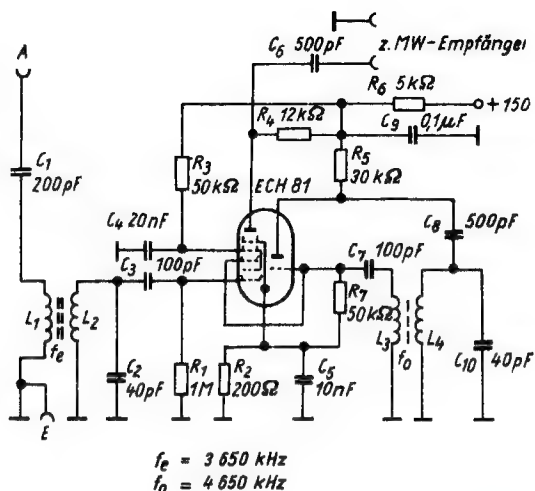 A
C6 500pF
z. MW-Empfänger
R6 5kΩ
+150
R4 12kΩ
C9 0,1µF
C1
200pF
R3
50kΩ
R5
30kΩ
ECH 81
C4 20nF
C8
500pF
C3
100pF
C7 100pF
R7
50kΩ
L1
L2
fe
L3
L4
fo
C2
40pF
R1
1M
R2
200Ω
C5
10nF
C10
40pF
E
fe = 3 650 kHz
fo = 4 650 kHz